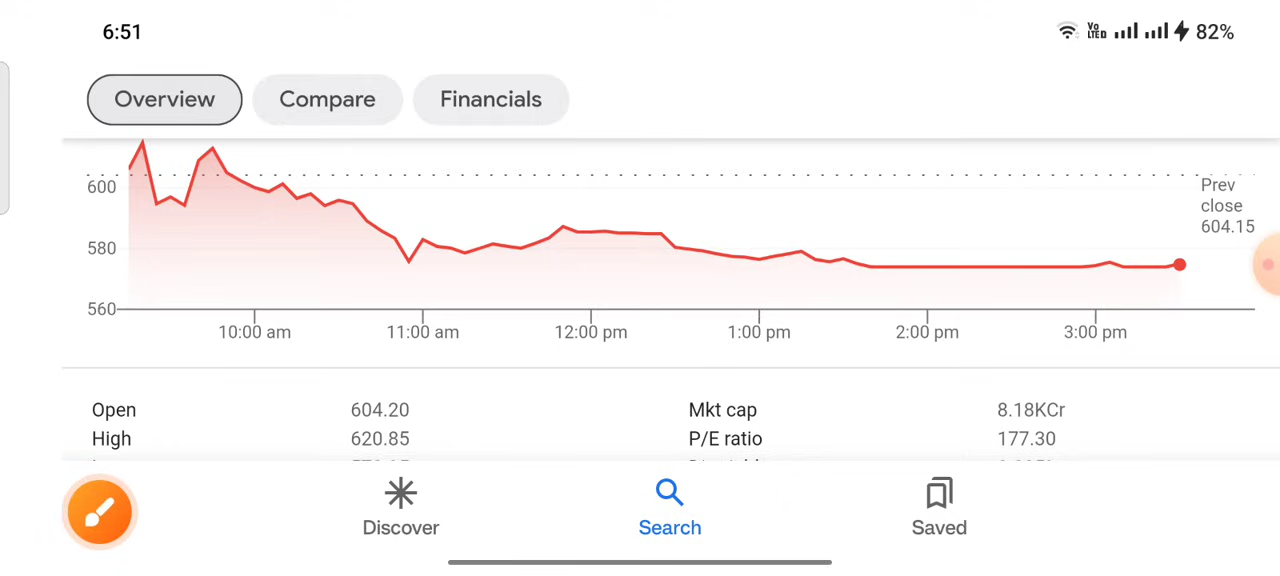 6:51
Vo LTED
82%
Overview
Compare
Financials
600
580
560
Prev
close
604.15
10:00 am
11:00 am
12:00 pm
1:00 pm
2:00 pm
3:00 pm
Open 604.20
High 620.85
Mkt cap 8.18KCr
P/E ratio 177.30
Discover
Search
Saved